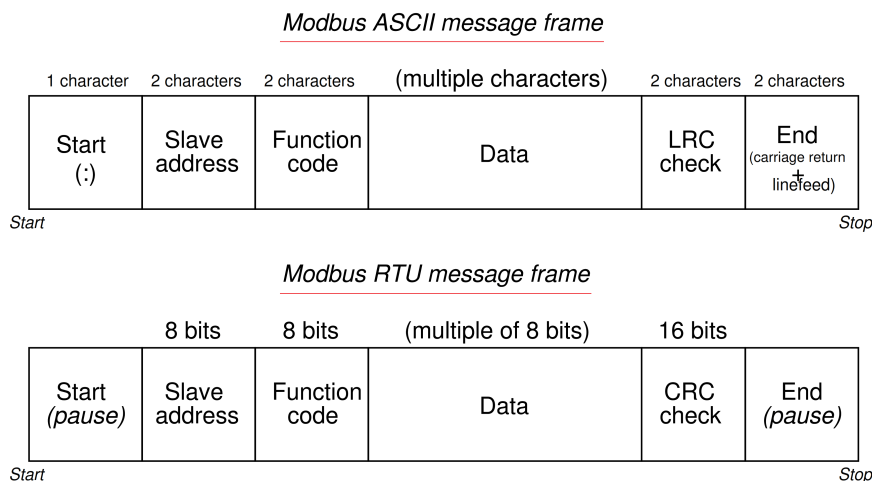 Modbus ASCII message frame
1 character 2 characters 2 characters (multiple characters) 2 characters 2 characters
Start
(:)
Slave
address
Function
code
Data
LRC
check
End
(carriage return
+
linefeed)
Start Stop
Modbus RTU message frame
8 bits 8 bits (multiple of 8 bits) 16 bits
Start
(pause)
Slave
address
Function
code
Data
CRC
check
End
(pause)
Start Stop